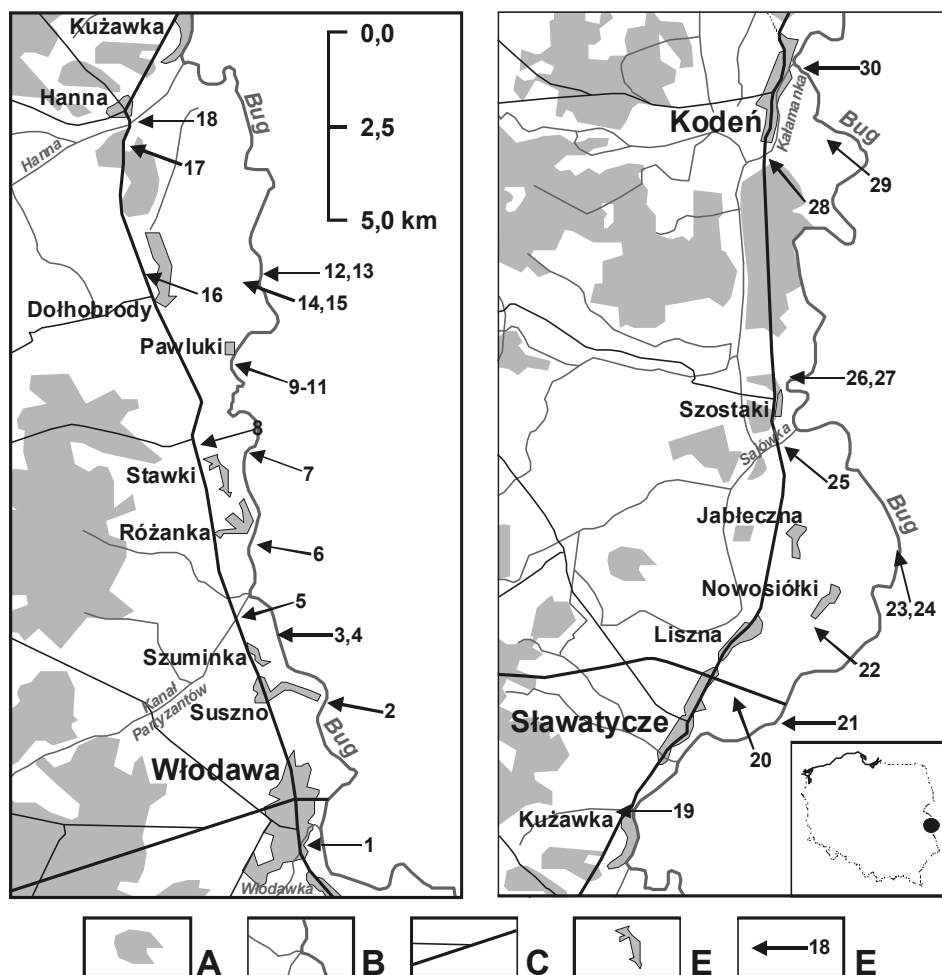 Kużawka
0,0
Hanna
Bug
18
2,5
Hanna
17
5,0 km
12,13
16
14,15
Dołhobrody
Pawluki
9-11
8
Stawki
7
Różanka
6
5
3,4
Szuminka
Kanał
Partyzantów
Suszno
2
Bug
Włodawa
1
Włodawka
30
Kodeń
Kałamanka
Bug
29
28
26,27
Szostaki
Sajówka
25
Jabłeczna
Bug
Nowosiółki
23,24
Liszna
22
Sławatycze
21
20
Kużawka
19
A
B
C
E
18
E